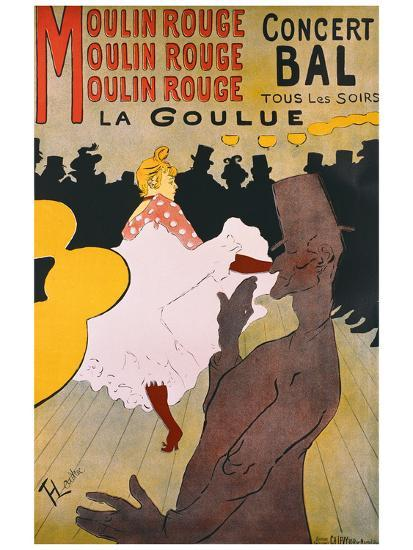 MOULIN ROUGE CONCERT
MOULIN ROUGE BAL
MOULIN ROUGE TOUS LES SOIRS
LA GOULUE